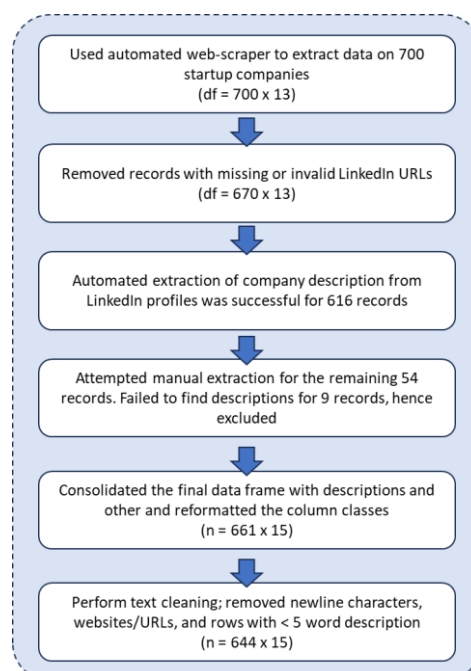 Used automated web-scraper to extract data on 700
startup companies
(df = 700 x 13)
Removed records with missing or invalid LinkedIn URLs
(df = 670 x 13)
Automated extraction of company description from
LinkedIn profiles was successful for 616 records
Attempted manual extraction for the remaining 54
records. Failed to find descriptions for 9 records, hence
excluded
Consolidated the final data frame with descriptions and
other and reformatted the column classes
(n = 661 x 15)
Perform text cleaning; removed newline characters,
websites/URLs, and rows with < 5 word description
(n = 644 x 15)